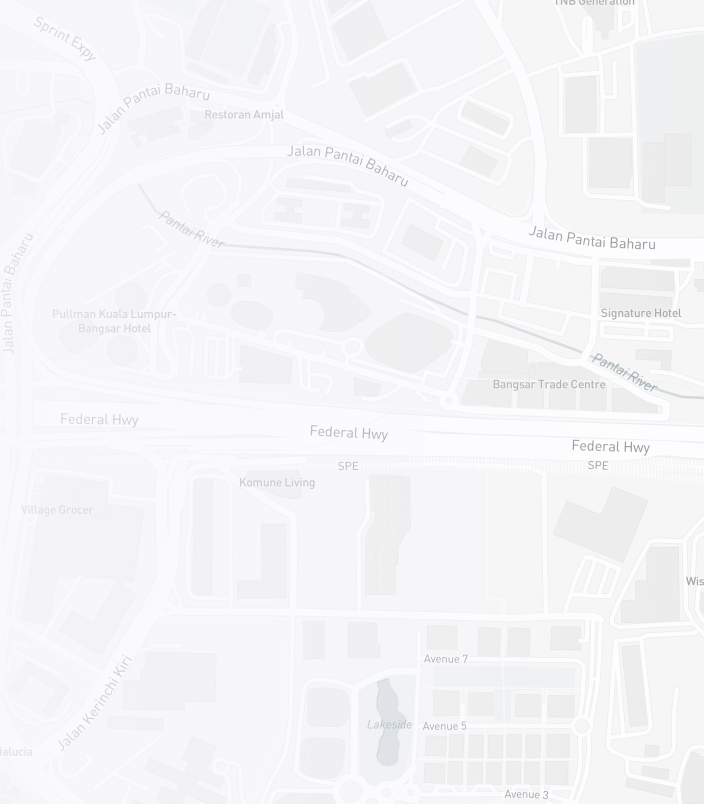 TNB Generation
Sprint Expy
Jalan Pantai Baharu
Restoran Amjal
Jalan Pantai Baharu
Pantai River
Jalan Pantai Baharu
Jalan Pantai Baharu
Pullman Kuala Lumpur-
Bangsar Hotel
Signature Hotel
Pantai River
Bangsar Trade Centre
Federal Hwy
Federal Hwy
Federal Hwy
SPE
SPE
Komune Living
Village Grocer
Wis
Avenue 7
Jalan Kerinchi Kiri
Lakeside
Avenue 5
alucia
Avenue 3